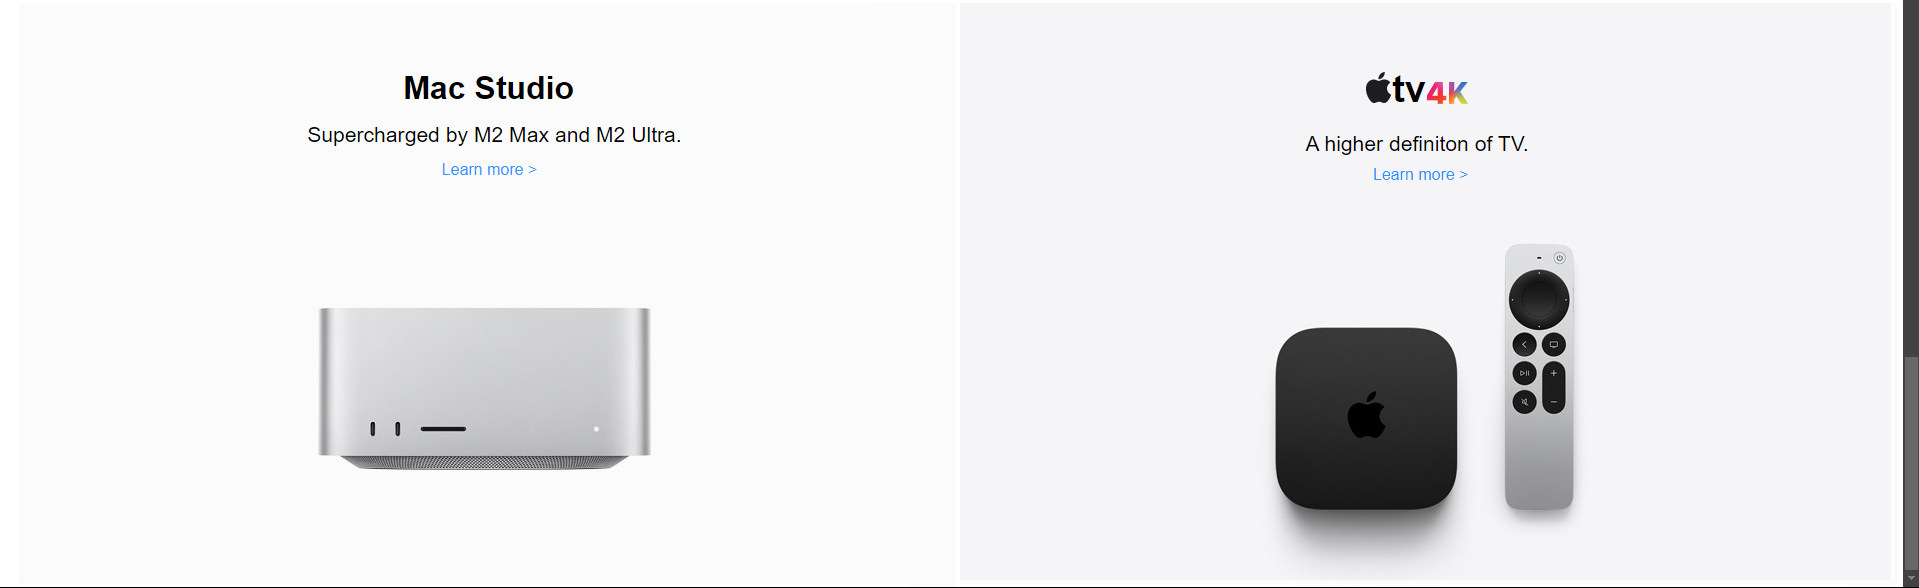 Mac Studio
Supercharged by M2 Max and M2 Ultra.
Learn more >
tv4K
A higher definiton of TV.
Learn more >